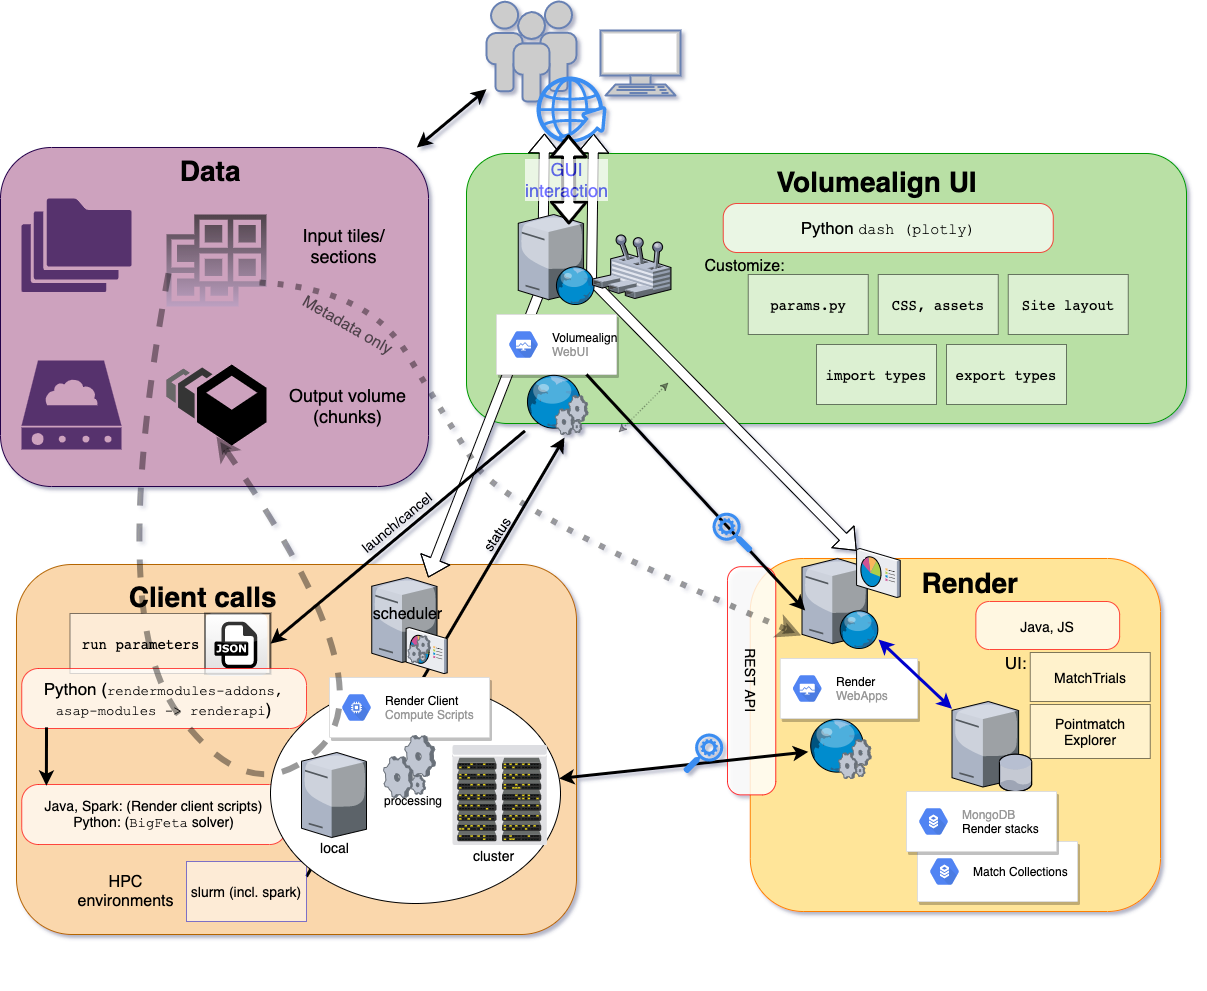 Data
Input tiles/
sections
Metadata only
Output volume
(chunks)
GUI
interaction
Volumealign UI
Python dash (plotly)
Customize:
params.py
CSS, assets
Site layout
import types
export types
Volumealign
WebUI
launch/cancel
status
Client calls
run parameters
JSON
scheduler
Python (rendermodules-addons,
asap-modules -> renderapi)
Render Client
Compute Scripts
Java, Spark: (Render client scripts)
Python: (BigFeta solver)
processing
local
cluster
HPC
environments
slurm (incl. spark)
REST API
Render
Java, JS
UI:
MatchTrials
Pointmatch
Explorer
Render
WebApps
MongoDB
Render stacks
Match Collections